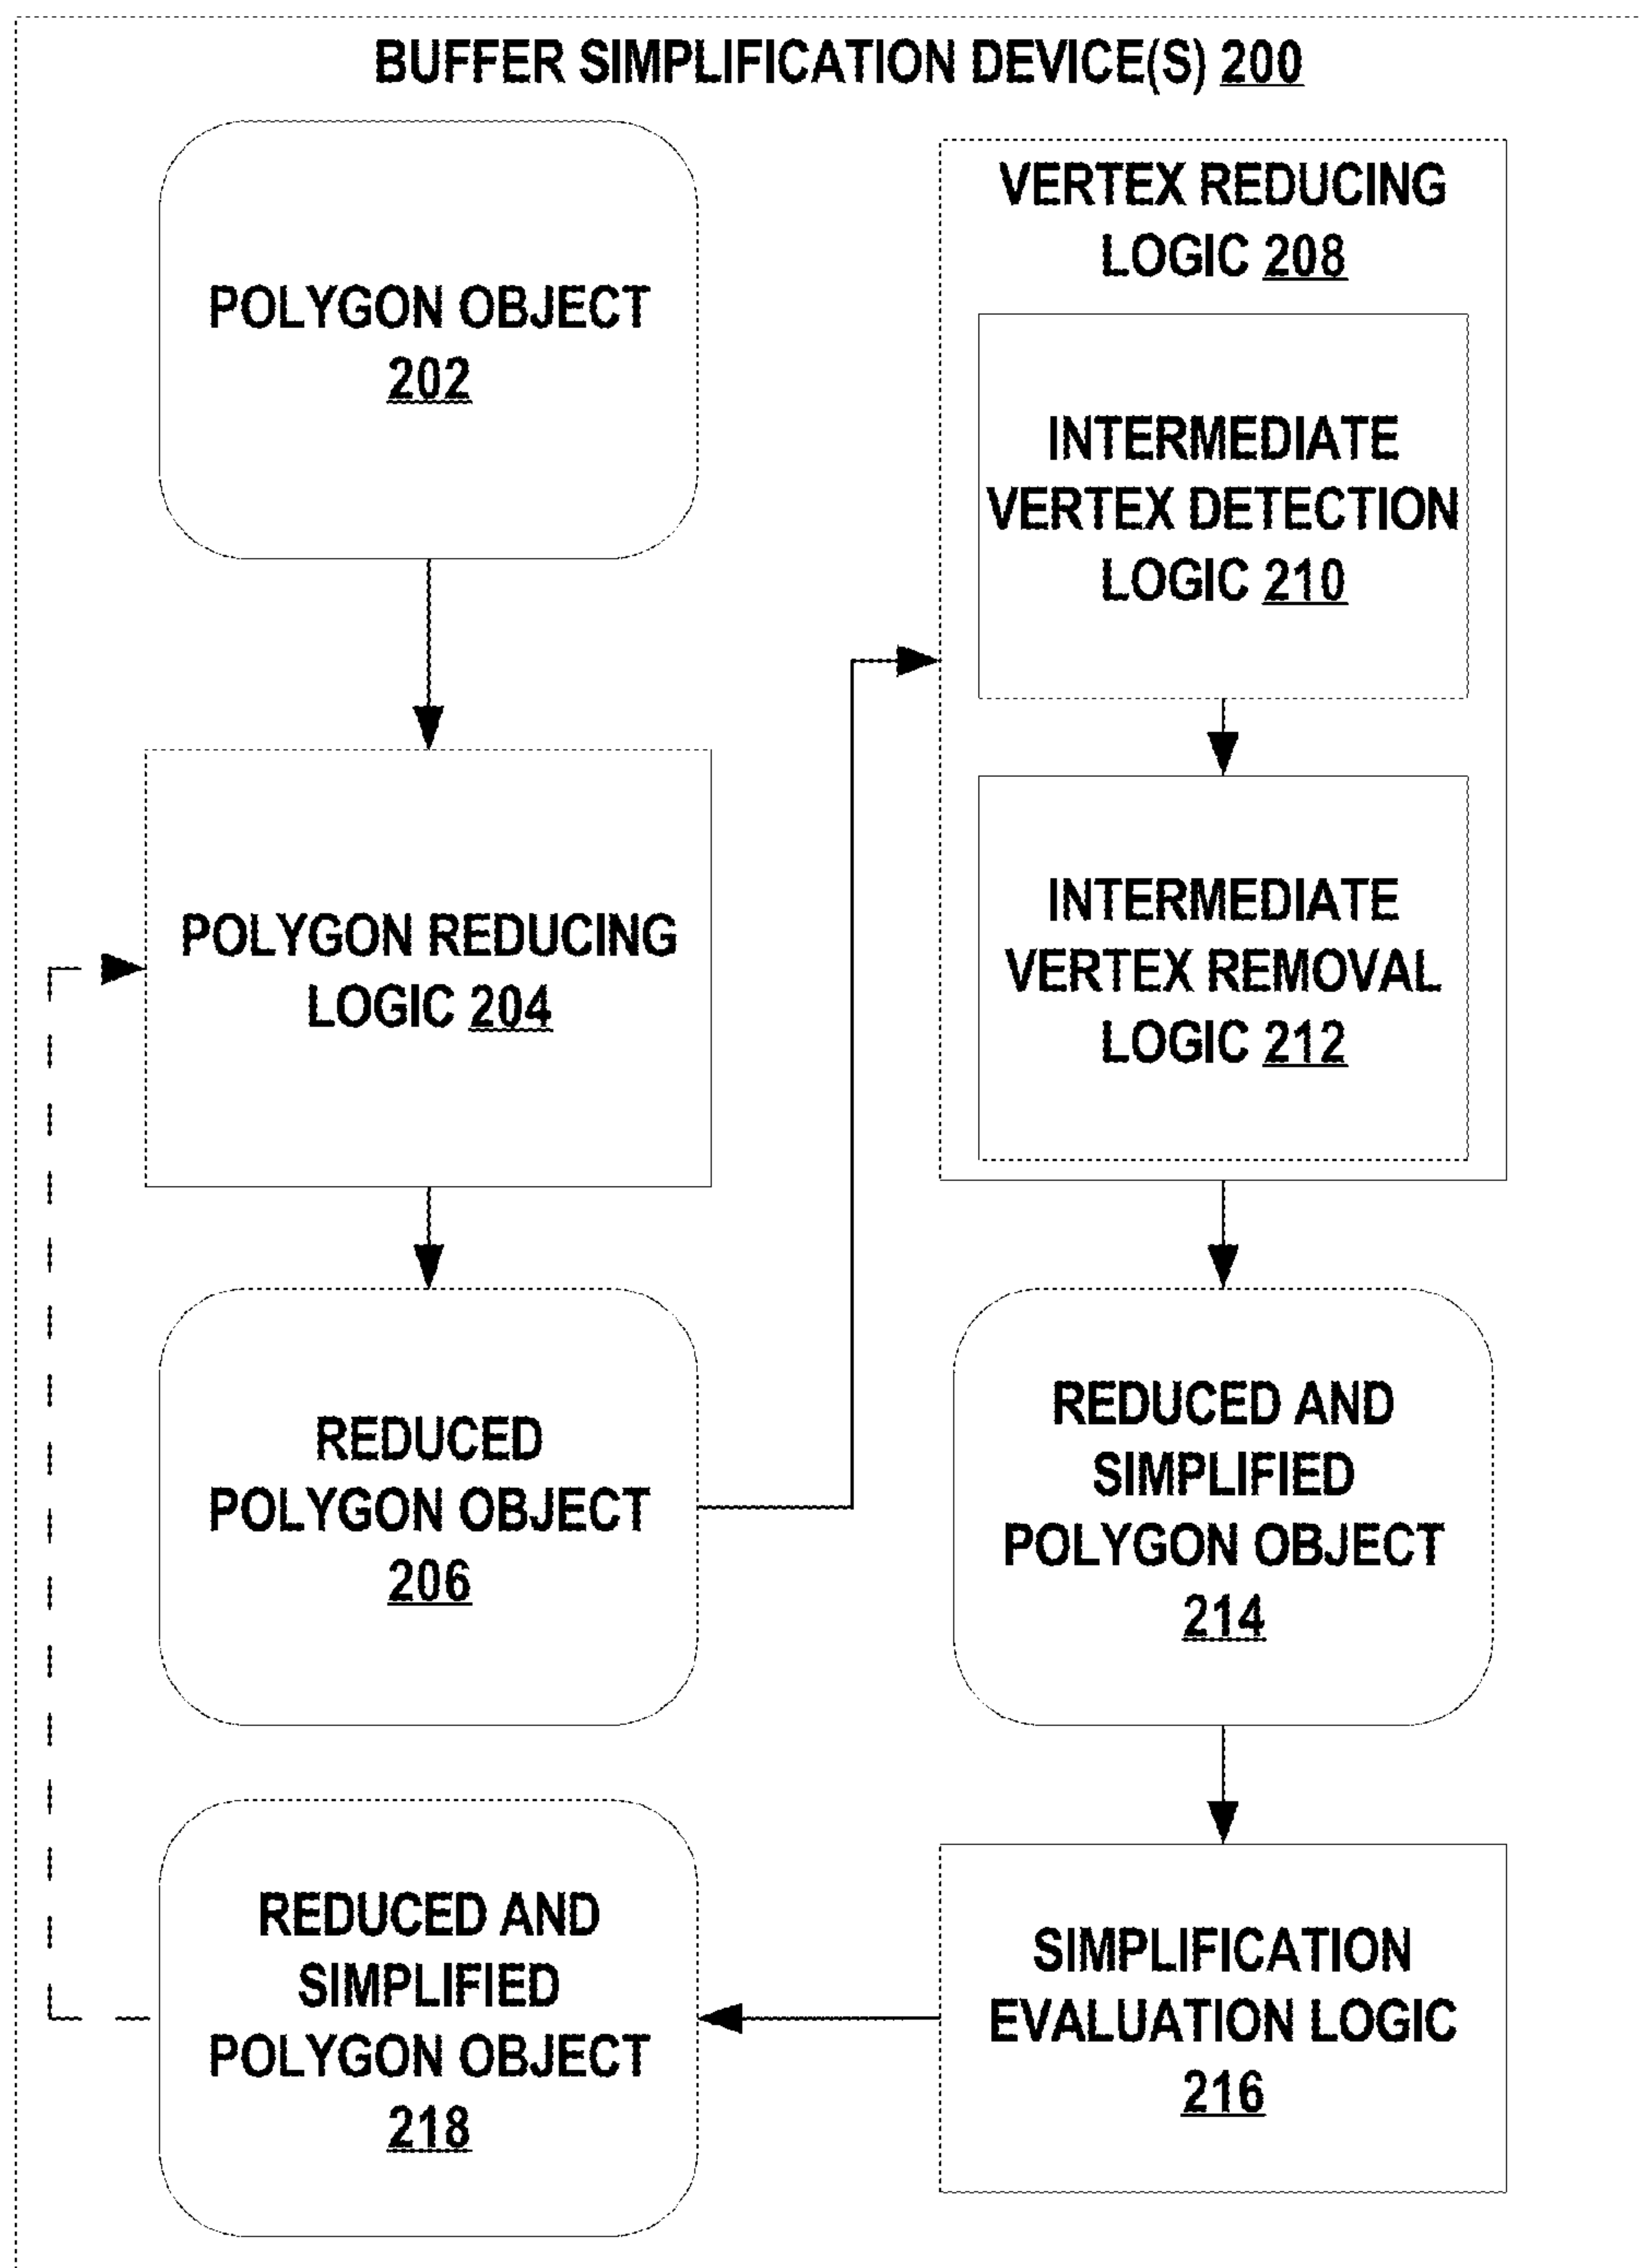 BUFFER SIMPLIFICATION DEVICE(S) 200
POLYGON OBJECT
202
POLYGON REDUCING
LOGIC 204
REDUCED
POLYGON OBJECT
206
VERTEX REDUCING
LOGIC 208
INTERMEDIATE
VERTEX DETECTION
LOGIC 210
INTERMEDIATE
VERTEX REMOVAL
LOGIC 212
REDUCED AND
SIMPLIFIED
POLYGON OBJECT
214
SIMPLIFICATION
EVALUATION LOGIC
216
REDUCED AND
SIMPLIFIED
POLYGON OBJECT
218